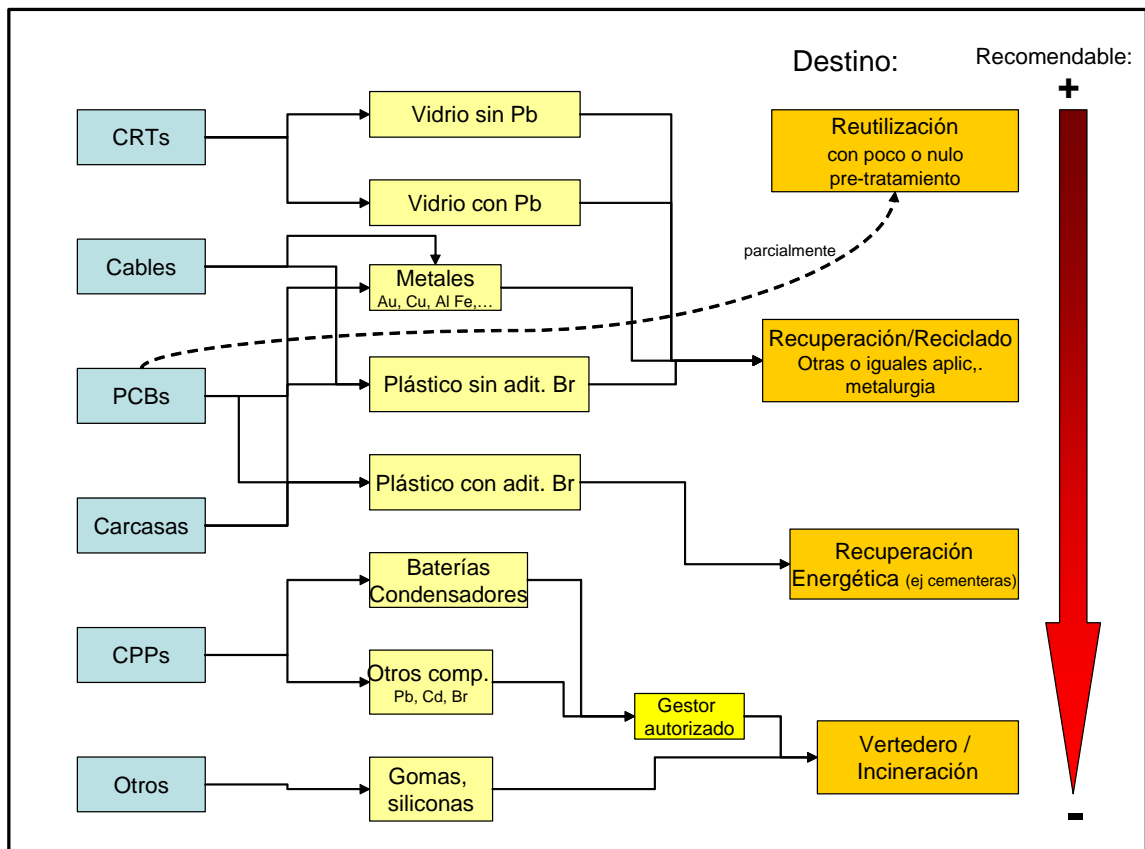 Destino:
Recomendable:
+
CRTs
Cables
PCBs
Carcasas
CPPs
Otros
Vidrio sin Pb
Vidrio con Pb
Metales
Au, Cu, Al Fe,...
Plástico sin adit. Br
Plástico con adit. Br
Baterías
Condensadores
Otros comp.
Pb, Cd, Br
Gomas,
siliconas
parcialmente
Gestor
autorizado
Reutilización
con poco o nulo
pre-tratamiento
Recuperación/Reciclado
Otras o iguales aplic,.
metalurgia
Recuperación
Energética (ej cementeras)
Vertedero /
Incineración
-